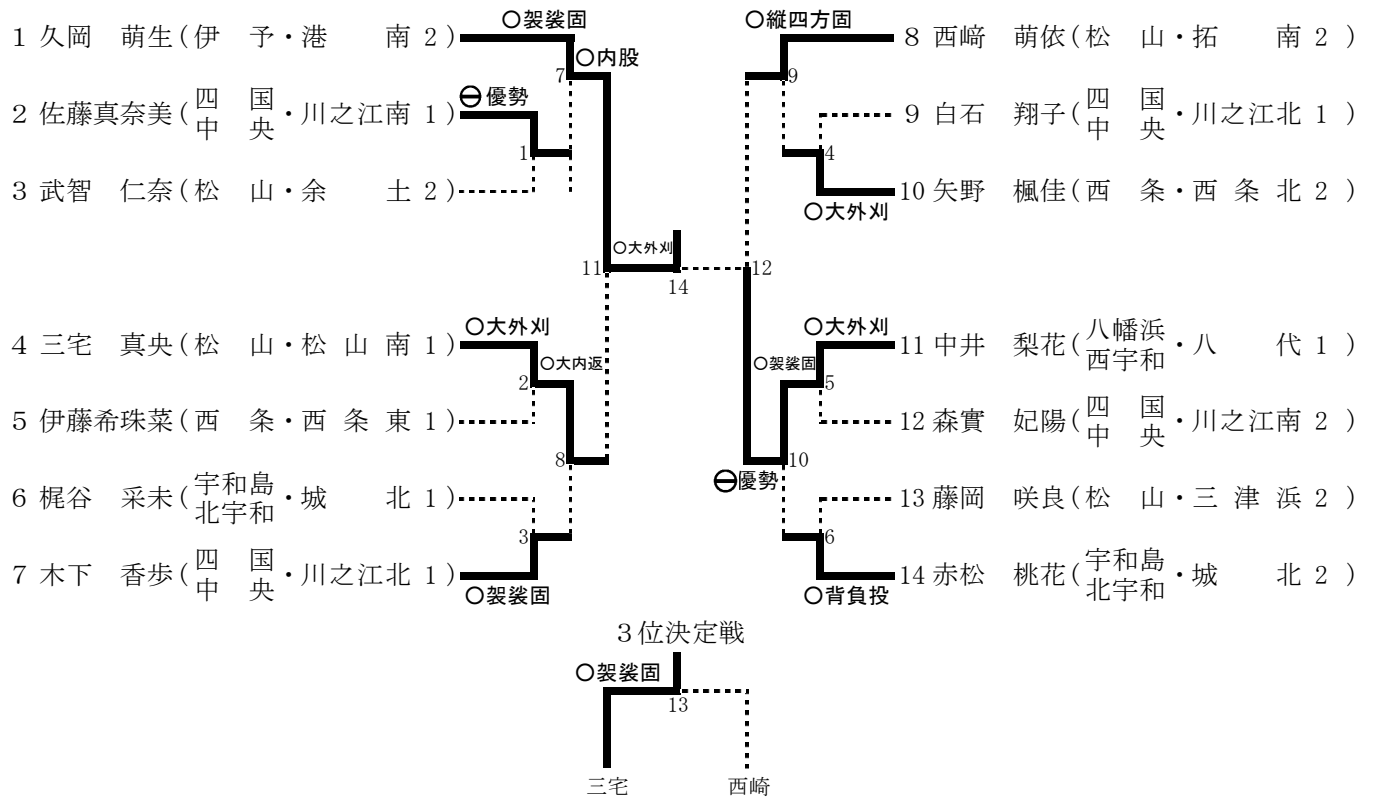 ○袈裟固
○縦四方固
1 久岡　萌生(伊　予・港　　南 2)
8 西﨑　萌依(松　山・拓　　南 2)
○内股
7
9
⊖優勢
2 佐藤真奈美(四国中央・川之江南 1)
9 白石　翔子(四国中央・川之江北 1)
1
4
3 武智　仁奈(松　山・余　　土 2)
10 矢野　楓佳(西　条・西 条 北 2)
○大外刈
○大外刈
11
12
14
○大外刈
○大外刈
4 三宅　真央(松　山・松 山 南 1)
11 中井　梨花(八幡浜西宇和・八　　代 1)
○大内返
○袈裟固
2
5
5 伊藤希珠菜(西　条・西 条 東 1)
12 森實　妃陽(四国中央・川之江南 2)
8
10
⊖優勢
6 梶谷　采未(宇和島北宇和・城　　北 1)
13 藤岡　咲良(松　山・三 津 浜 2)
3
6
7 木下　香歩(四国中央・川之江北 1)
14 赤松　桃花(宇和島北宇和・城　　北 2)
○袈裟固
○背負投
３位決定戦
○袈裟固
13
三宅
西崎